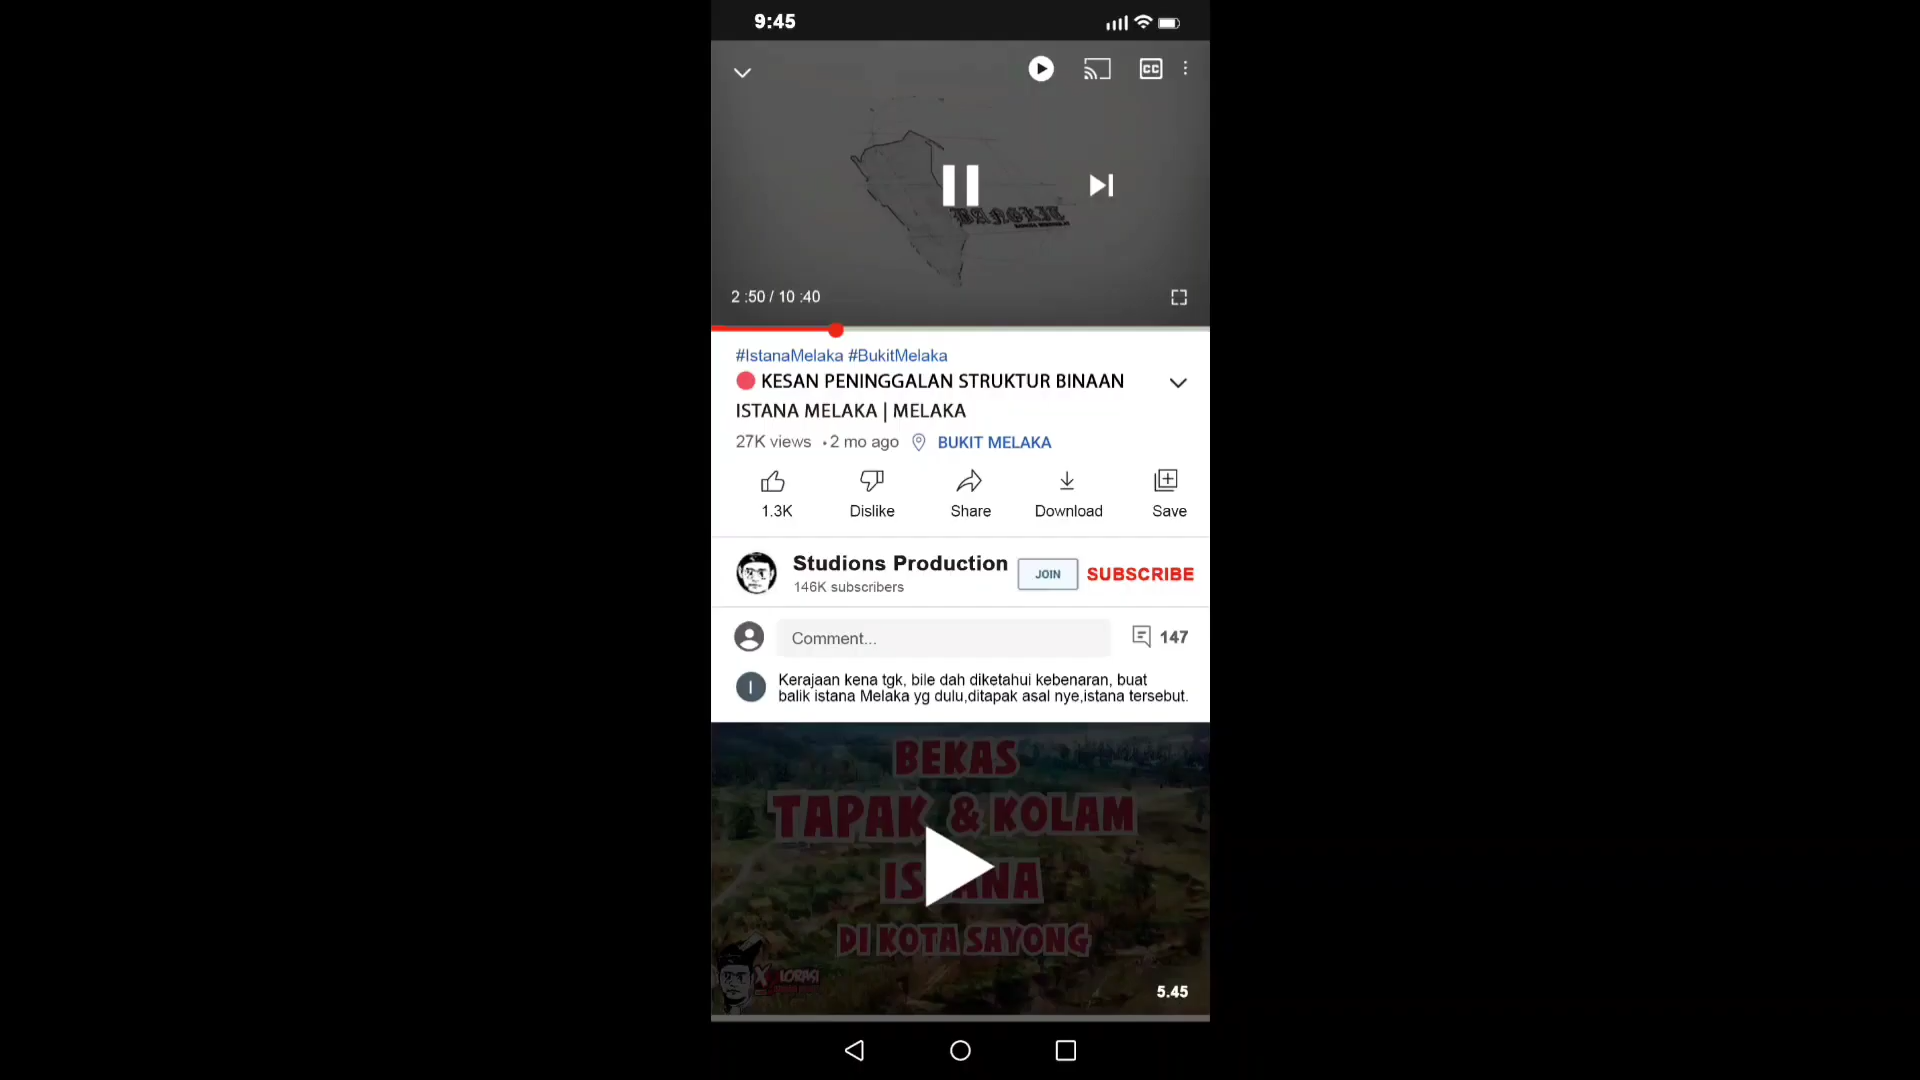 9:45
CC
BANGKIT
2 :50 / 10 :40
#IstanaMelaka #BukitMelaka
KESAN PENINGGALAN STRUKTUR BINAAN
ISTANA MELAKA | MELAKA
27K views • 2 mo ago BUKIT MELAKA
1.3K Dislike Share Download Save
Studions Production
146K subscribers
JOIN SUBSCRIBE
Comment...
147
I
Kerajaan kena tgk, bile dah diketahui kebenaran, buat
balik istana Melaka yg dulu,ditapak asal nye,istana tersebut.
BEKAS
TAPAK & KOLAM
ISTANA
DI KOTA SAYONG
5.45